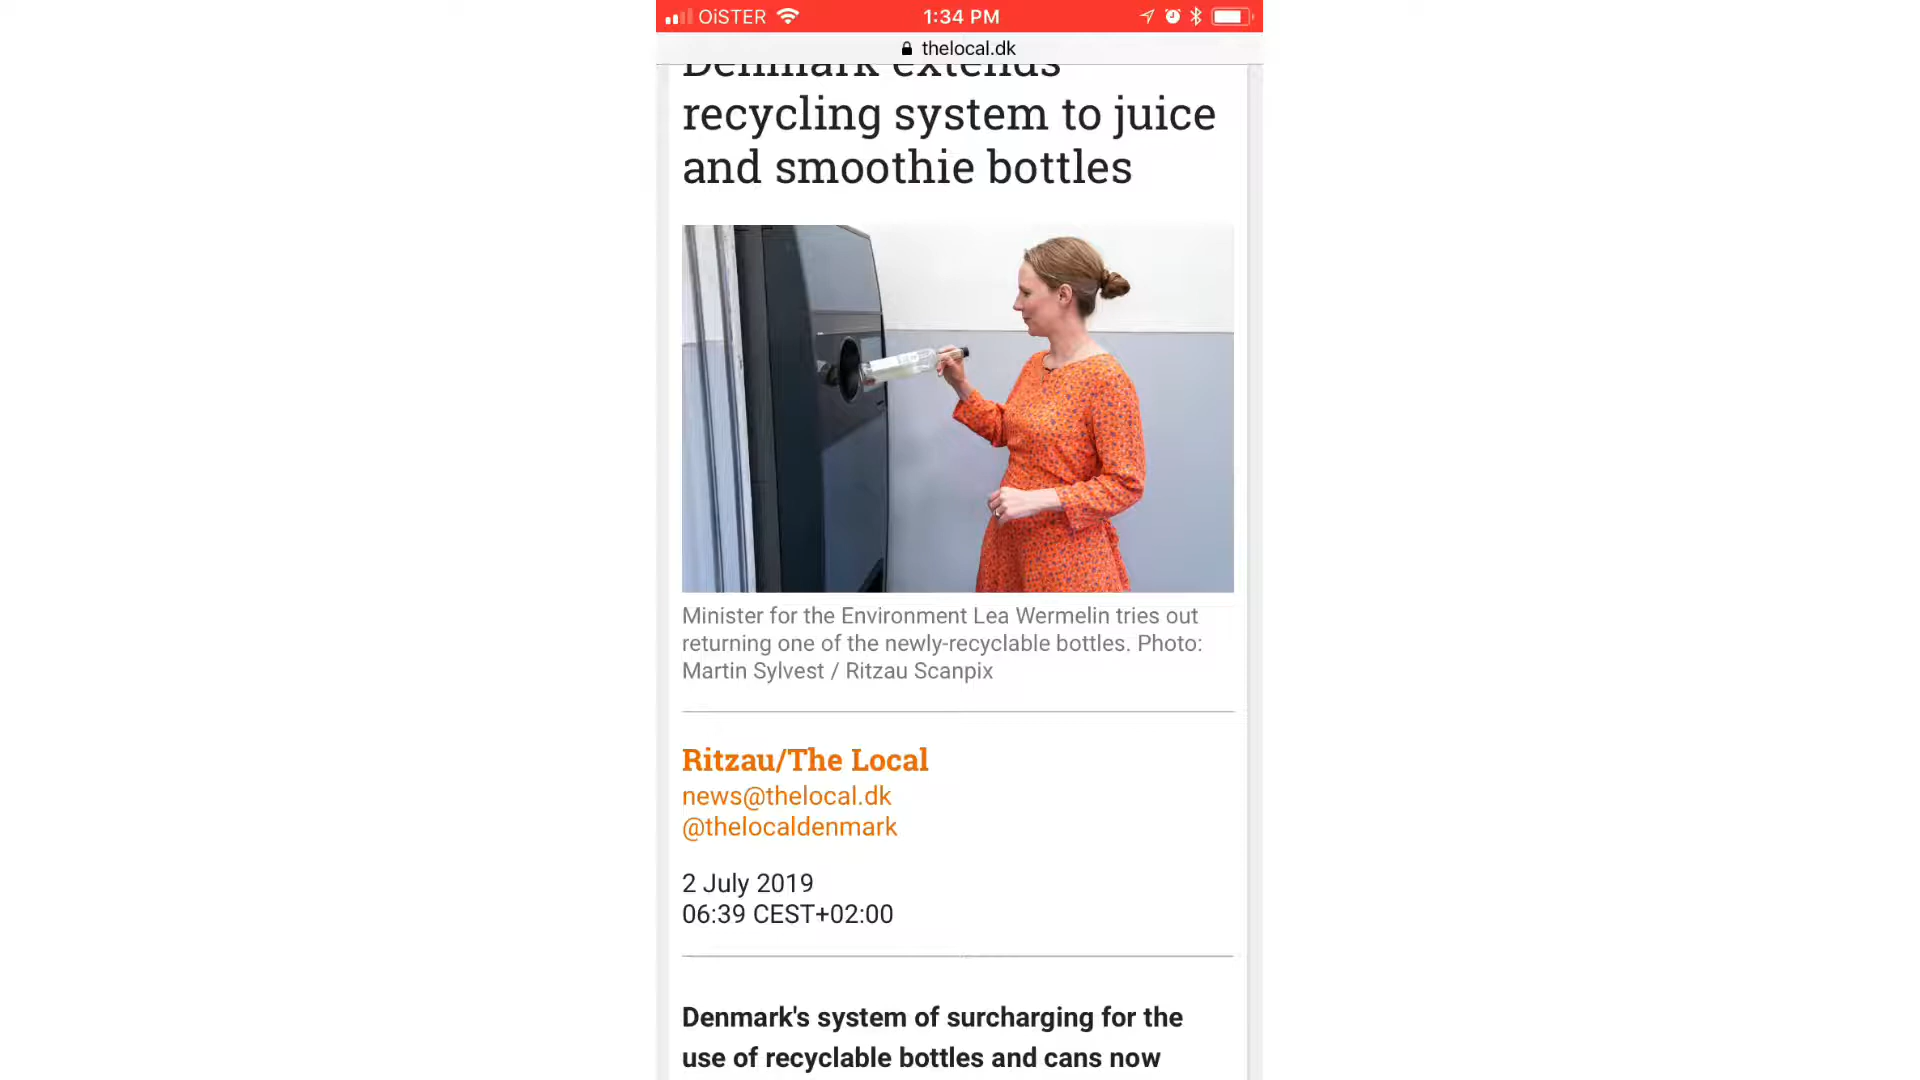 OiSTER 1:34 PM
thelocal.dk
Denmark extends
recycling system to juice
and smoothie bottles
Minister for the Environment Lea Wermelin tries out
returning one of the newly-recyclable bottles. Photo:
Martin Sylvest / Ritzau Scanpix
Ritzau/The Local
news@thelocal.dk
@thelocaldenmark
2 July 2019
06:39 CEST+02:00
Denmark's system of surcharging for the
use of recyclable bottles and cans now